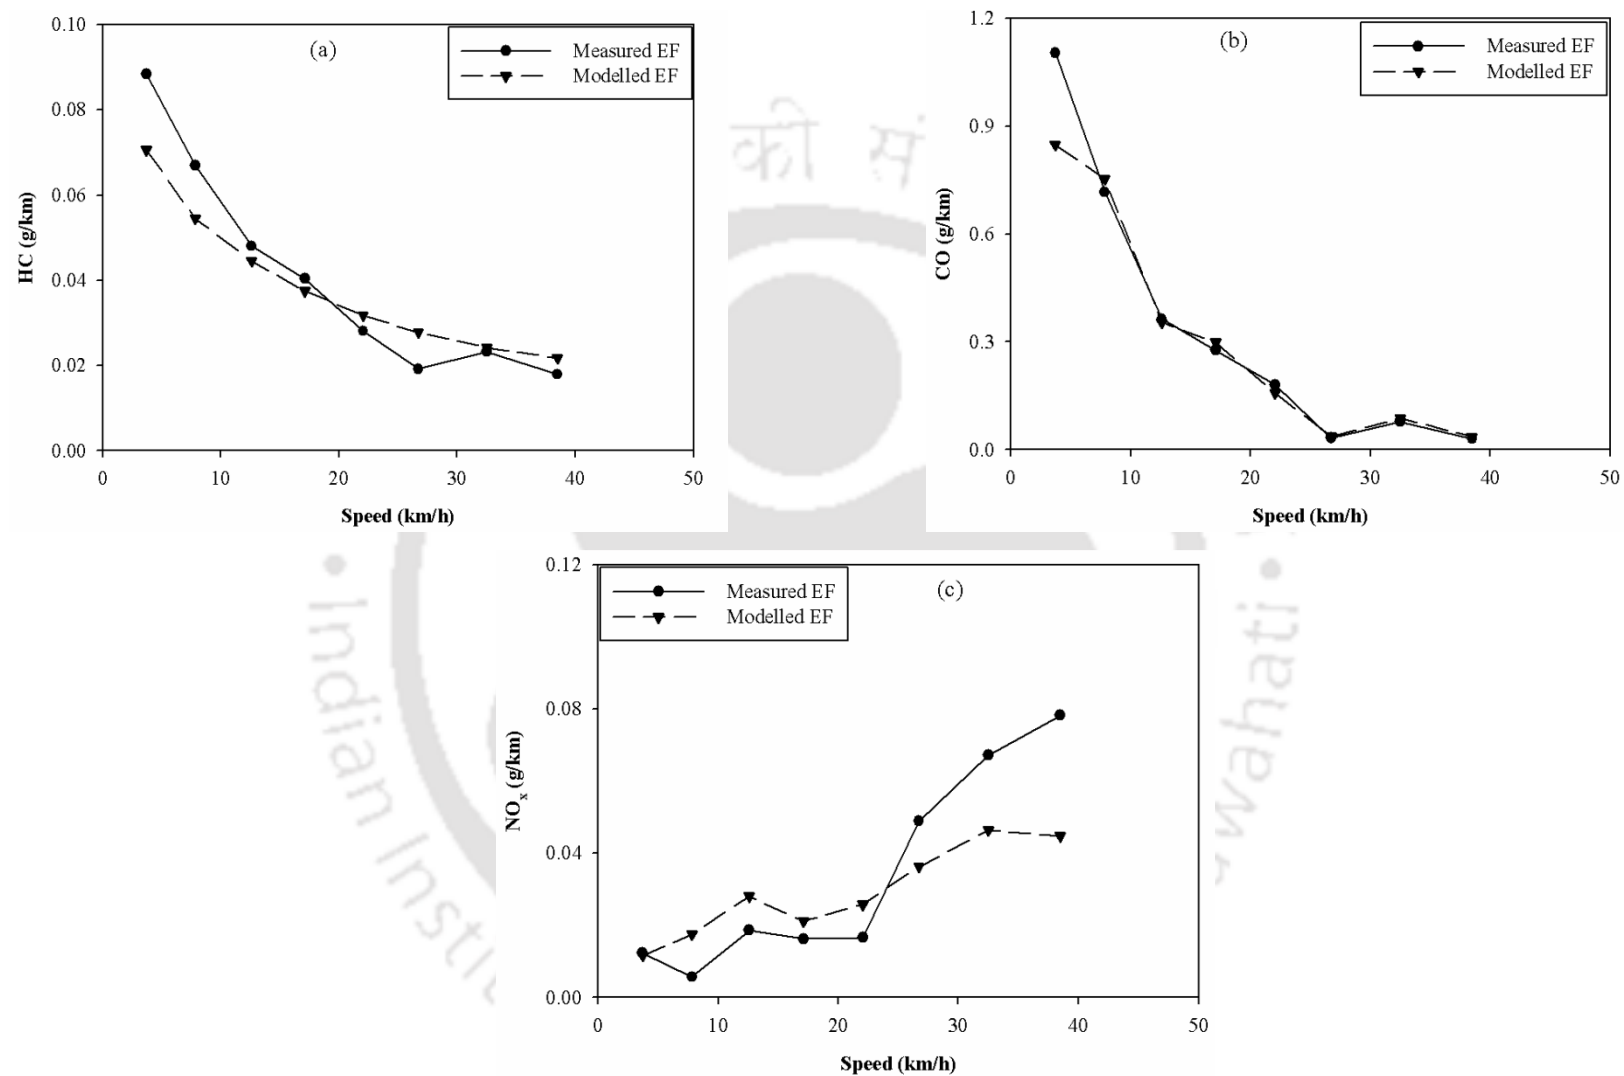 (a)
Measured EF
Modelled EF
0.10
0.08
0.06
0.04
0.02
0.00
HC (g/km)
0 10 20 30 40 50
Speed (km/h)
(b)
Measured EF
Modelled EF
1.2
0.9
0.6
0.3
0.0
CO (g/km)
0 10 20 30 40 50
Speed (km/h)
की सं
(c)
Measured EF
Modelled EF
0.12
0.08
0.04
0.00
NOx (g/km)
0 10 20 30 40 50
Speed (km/h)
Indian Institu
wahati